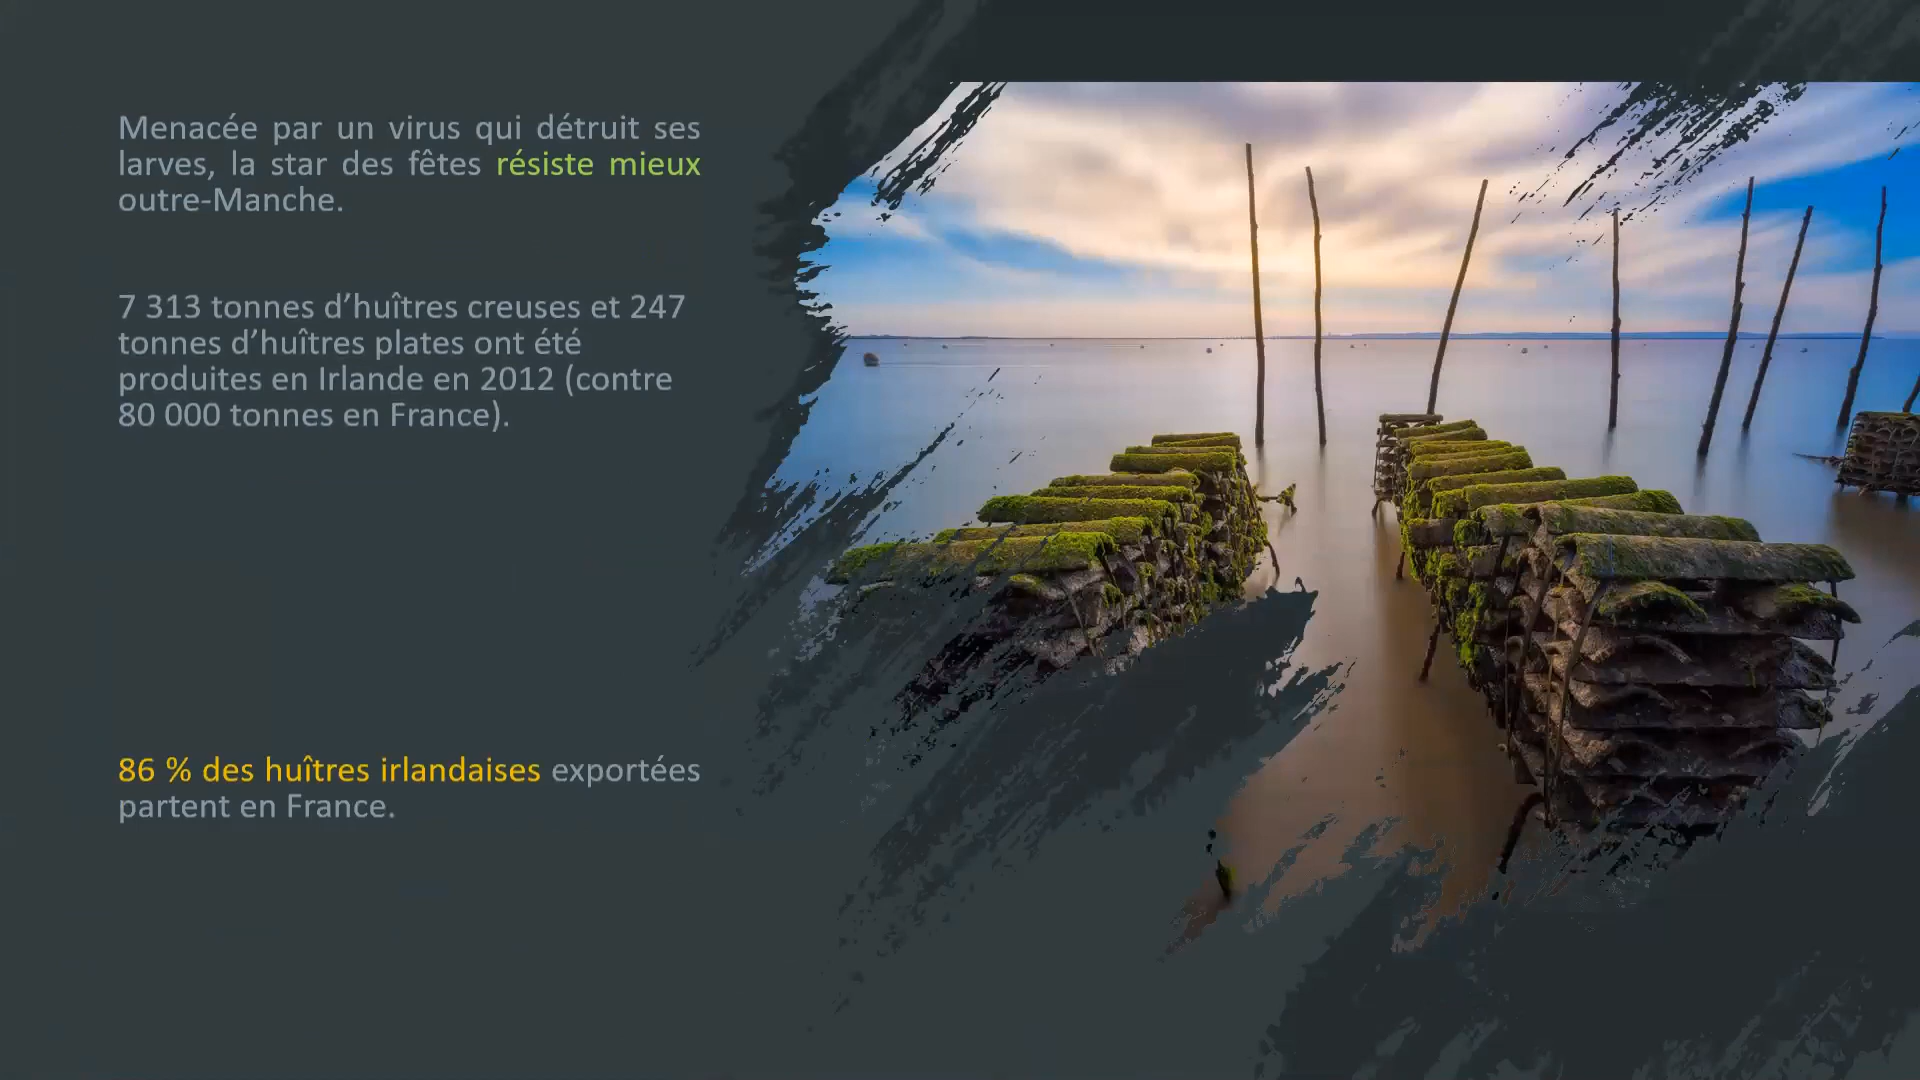 Menacée par un virus qui détruit ses
larves, la star des fêtes résiste mieux
outre-Manche.
7 313 tonnes d’huîtres creuses et 247
tonnes d’huîtres plates ont été
produites en Irlande en 2012 (contre
80 000 tonnes en France).
86 % des huîtres irlandaises exportées
partent en France.